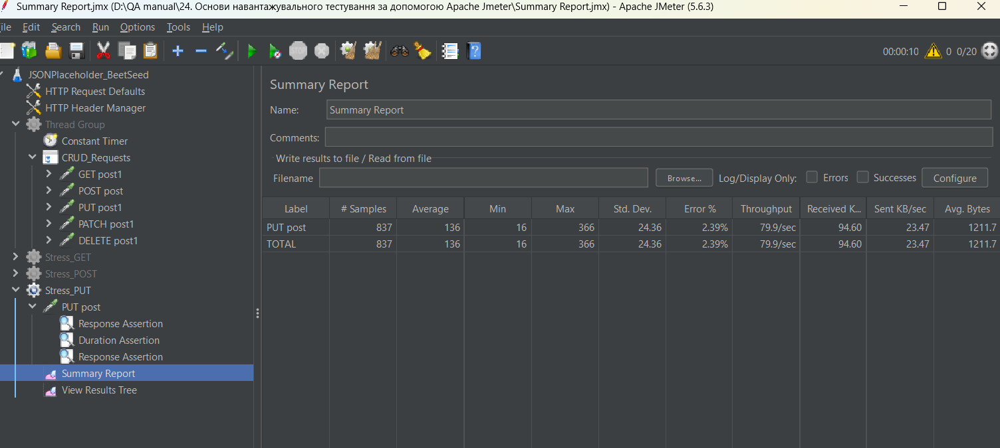 Summary Report.jmx (D:\QA manual\24. Основи навантажувального тестування за допомогою Apache Jmeter\Summary Report.jmx) - Apache JMeter (5.6.3)
ile Edit Search Run Options Tools Help
STOP
00:00:10 0 0/20
JSONPlaceholder_BeetSeed
HTTP Request Defaults
HTTP Header Manager
Thread Group
Constant Timer
CRUD_Requests
GET post1
POST post
PUT post1
PATCH post1
DELETE post1
Stress_GET
Stress_POST
Stress_PUT
PUT post
Response Assertion
Duration Assertion
Response Assertion
Summary Report
View Results Tree
Summary Report
Name: Summary Report
Comments:
Write results to file / Read from file
Filename Browse... Log/Display Only: Errors Successes Configure
Label # Samples Average Min Max Std. Dev. Error % Throughput Received K... Sent KB/sec Avg. Bytes
PUT post 837 136 16 366 24.36 2.39% 79.9/sec 94.60 23.47 1211.7
TOTAL 837 136 16 366 24.36 2.39% 79.9/sec 94.60 23.47 1211.7